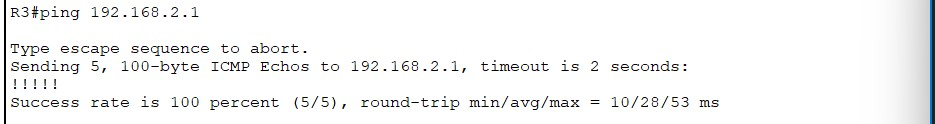 R3#ping 192.168.2.1
Type escape sequence to abort.
Sending 5, 100-byte ICMP Echos to 192.168.2.1, timeout is 2 seconds:
!!!!!
Success rate is 100 percent (5/5), round-trip min/avg/max = 10/28/53 ms